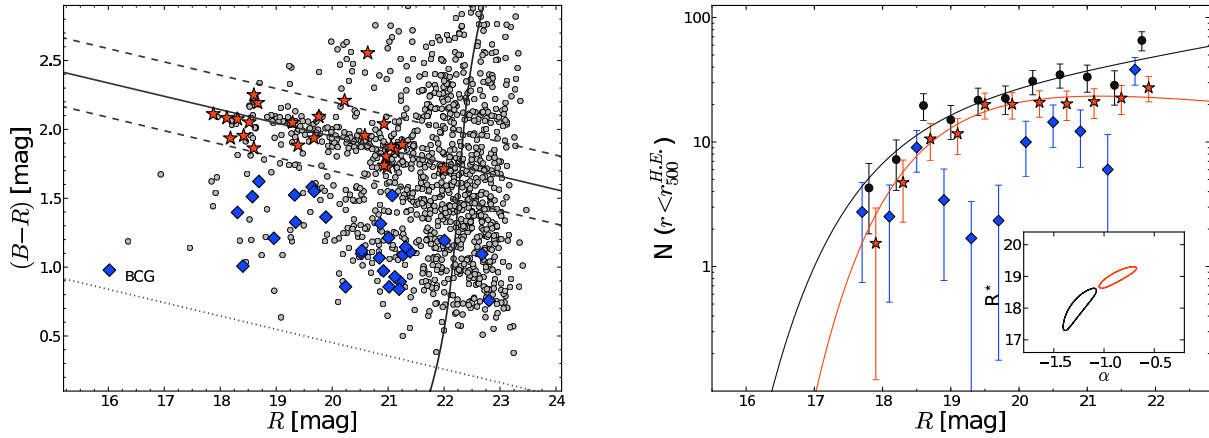 2.5
2.0
1.5
1.0
0.5
(B−R) [mag]
BCG
16 17 18 19 20 21 22 23 24
R [mag]
100
10
1
N (r < r_{500}^{H.E.})
16 17 18 19 20 21 22
R [mag]
20
19
18
17
R*
−1.5 −1.0 −0.5
α